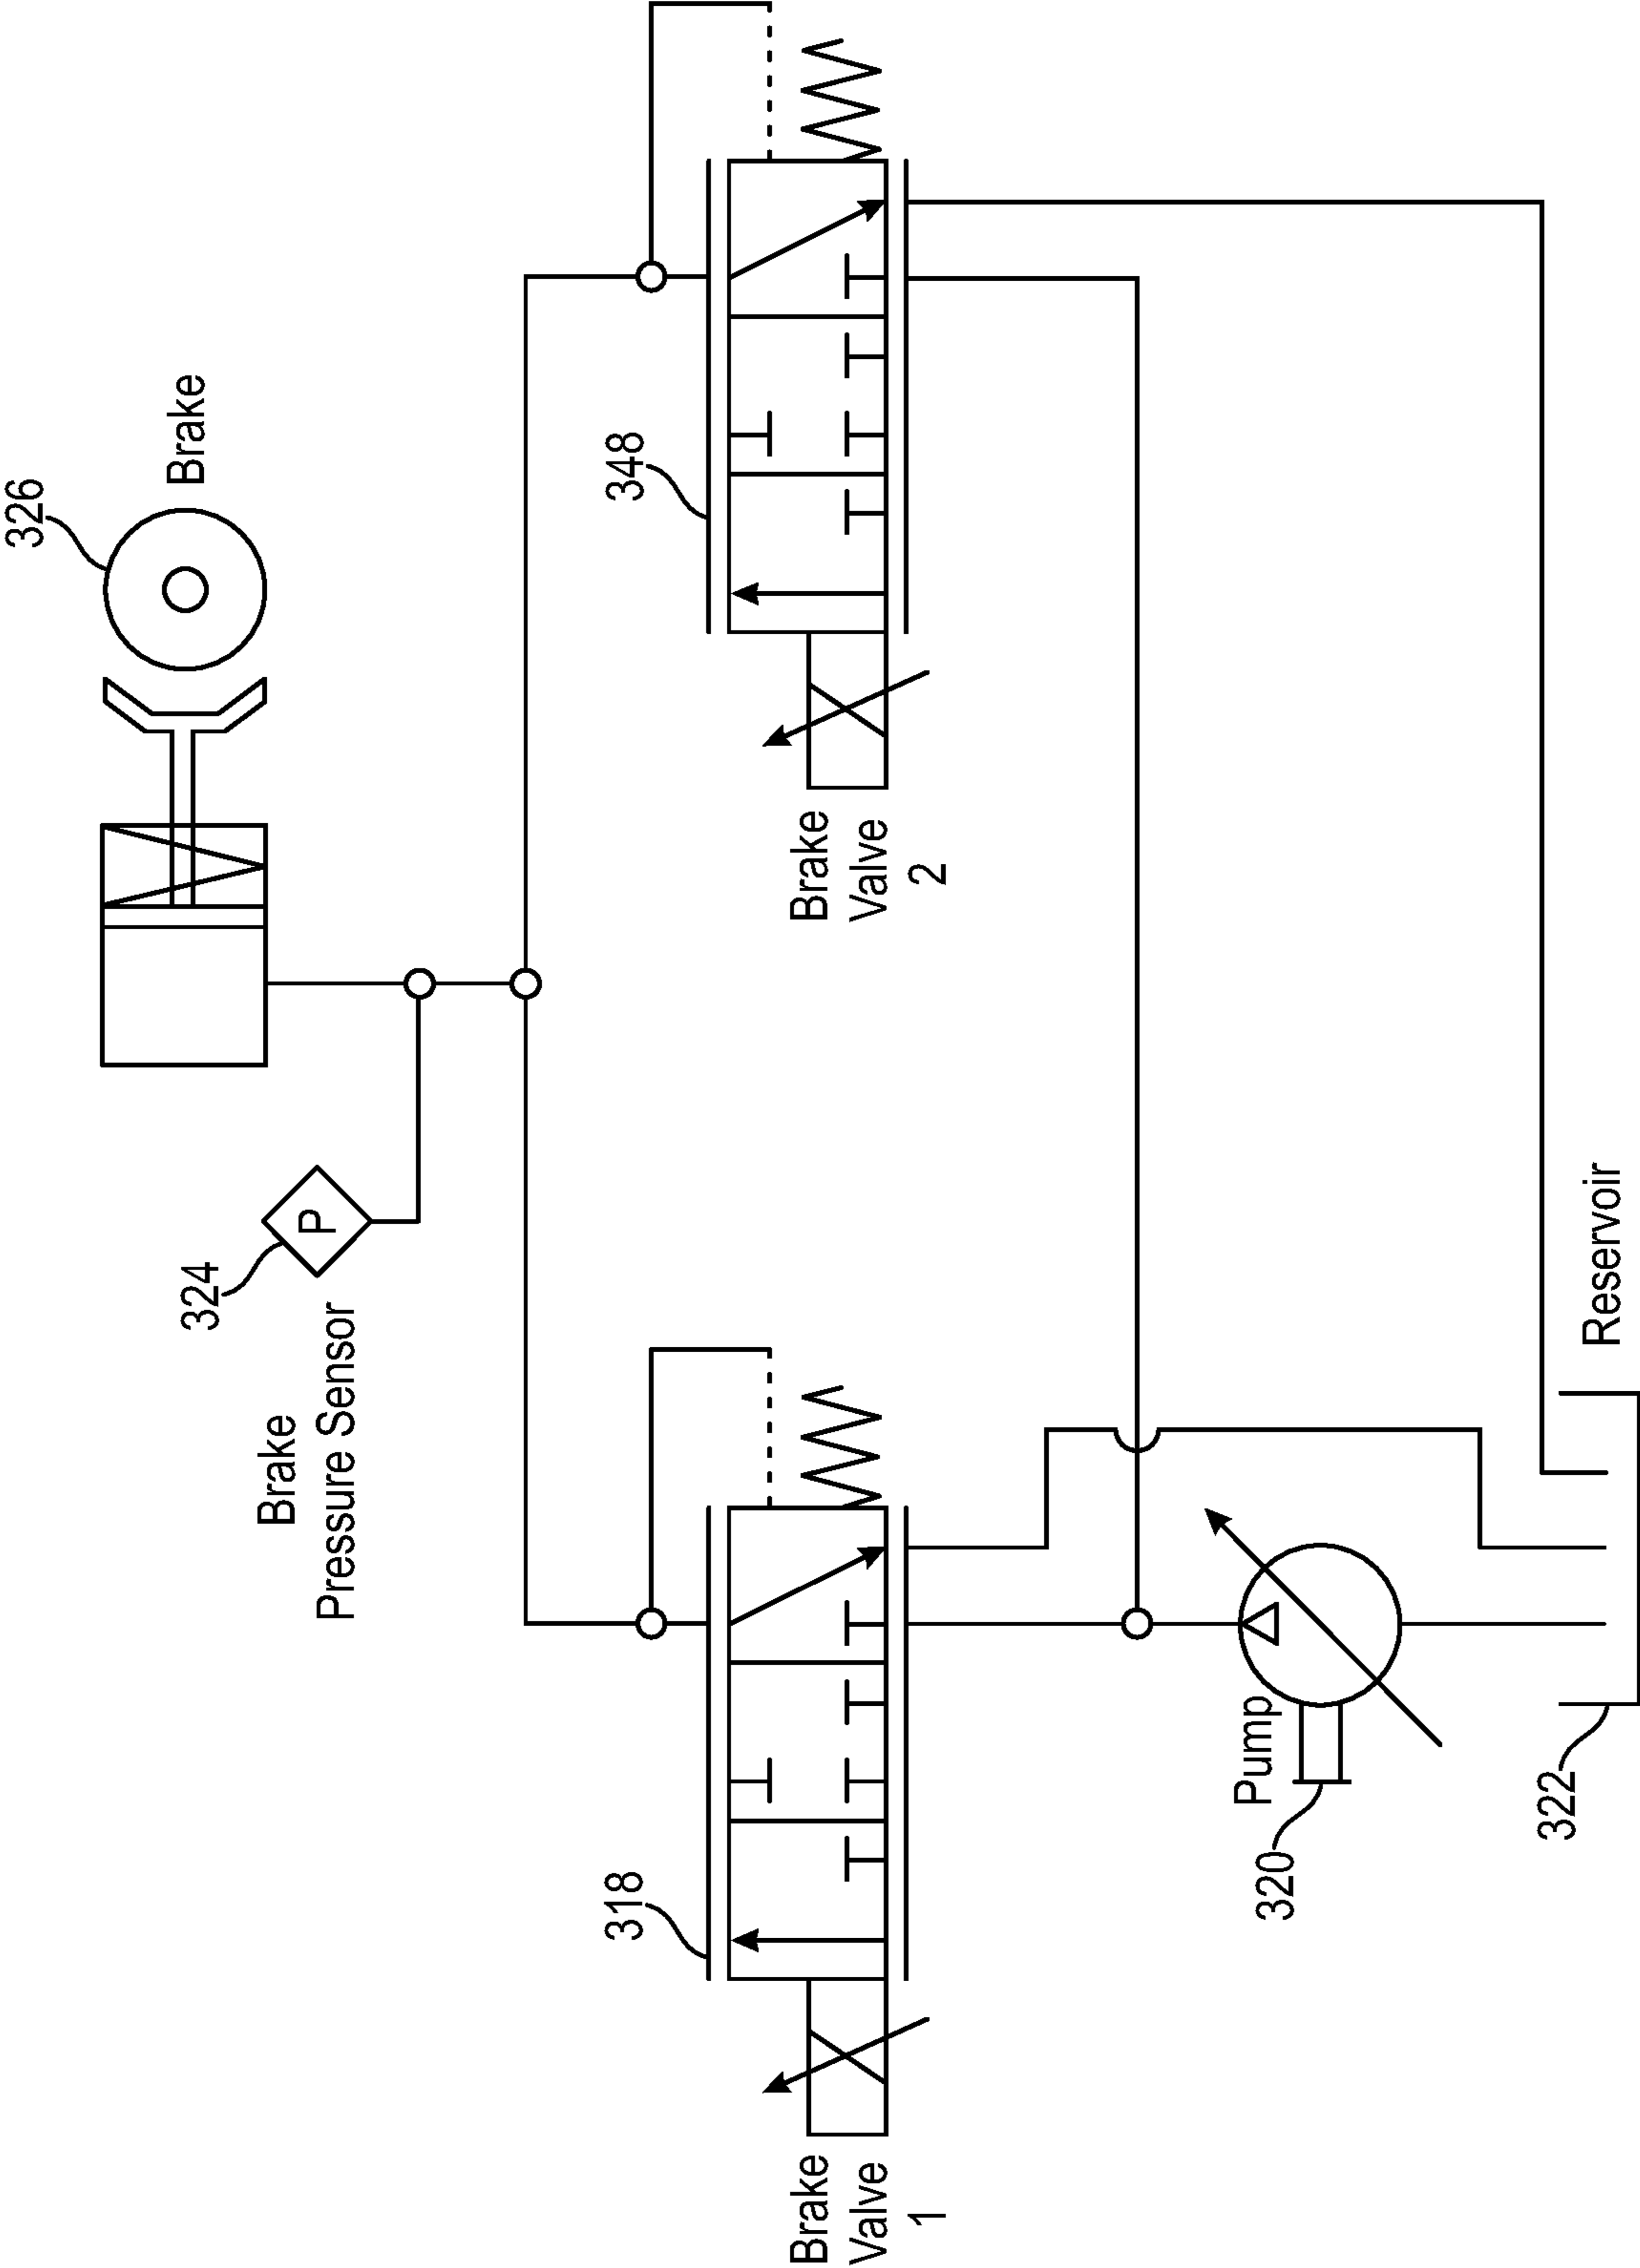 326
Brake
324
P
Brake
Pressure Sensor
348
Brake
Valve
2
318
Brake
Valve
1
Pump
320
Reservoir
322